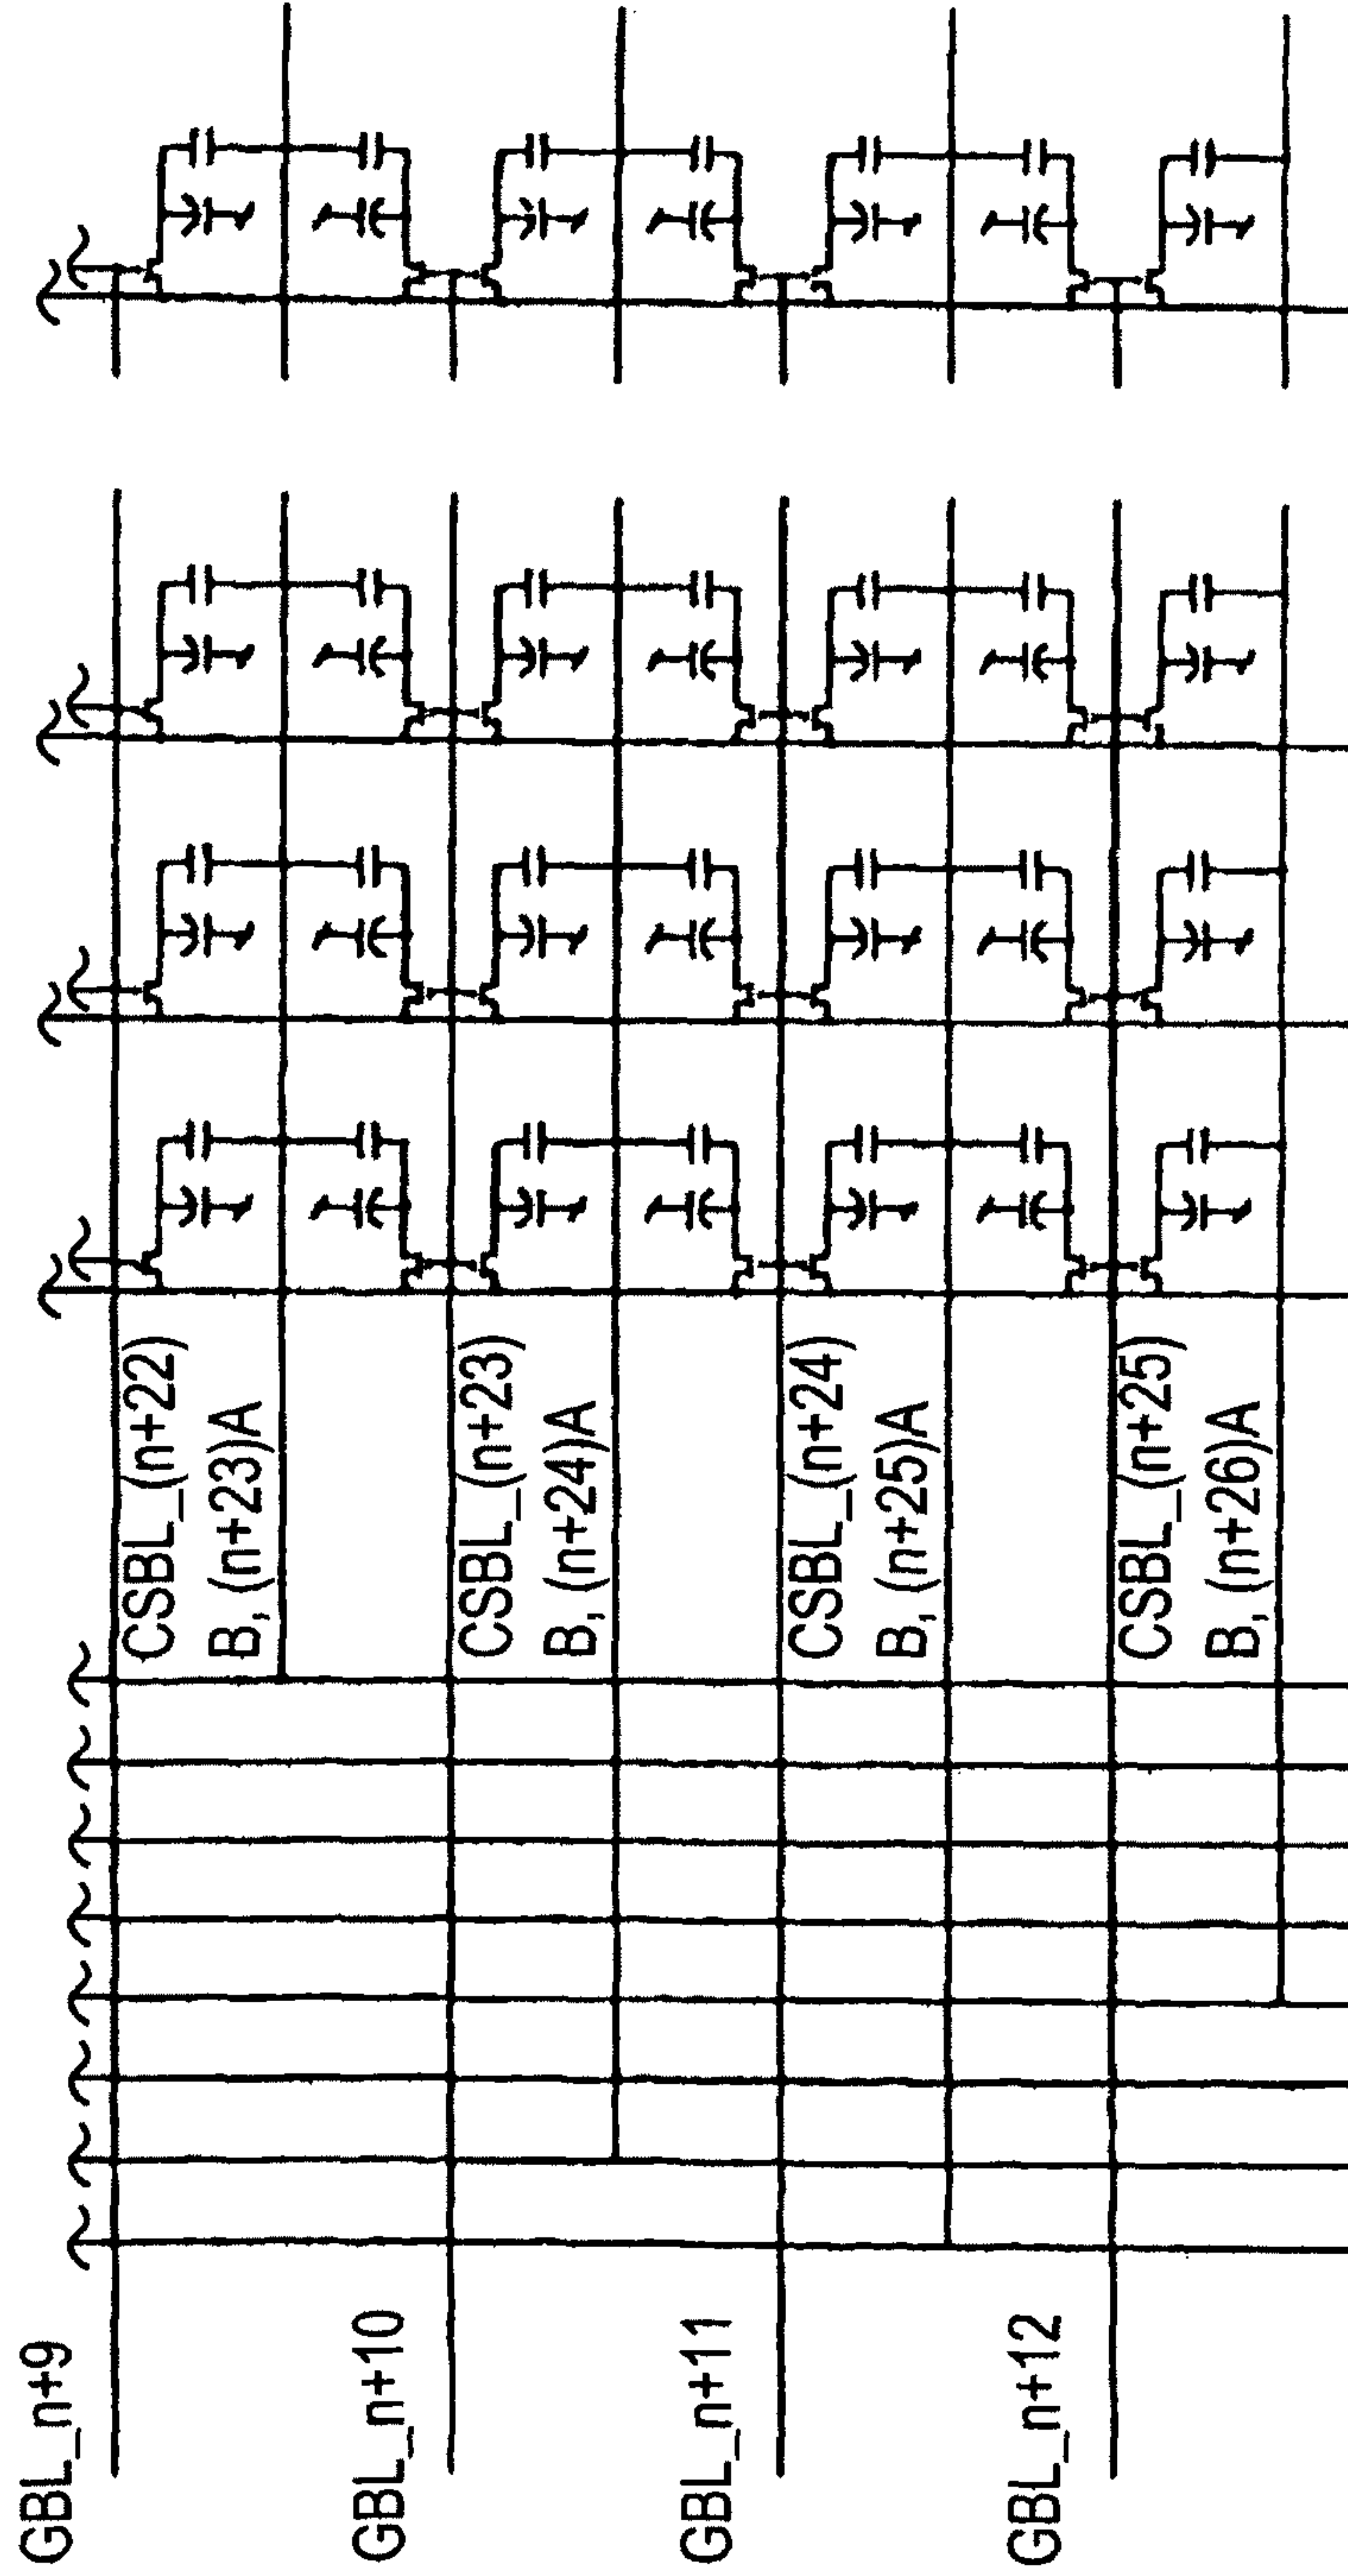 GBL_n+9
CSBL_(n+22)
B, (n+23)A
GBL_n+10
CSBL_(n+23)
B, (n+24)A
GBL_n+11
CSBL_(n+24)
B, (n+25)A
GBL_n+12
CSBL_(n+25)
B, (n+26)A